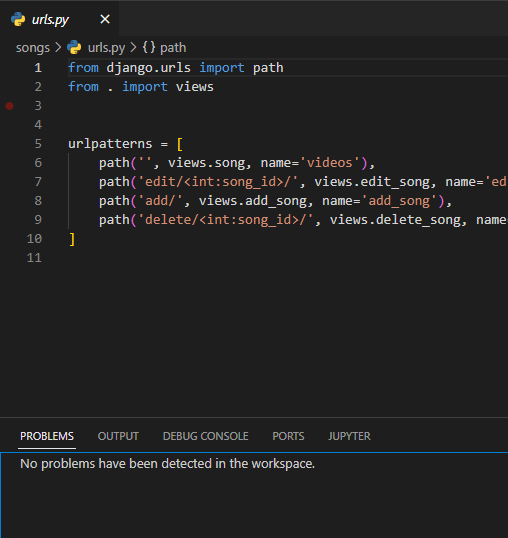 urls.py
songs > urls.py > {} path
1 from django.urls import path
2 from . import views
3
4
5 urlpatterns = [
6     path('', views.song, name='videos'),
7     path('edit/<int:song_id>/', views.edit_song, name='ed
8     path('add/', views.add_song, name='add_song'),
9     path('delete/<int:song_id>/', views.delete_song, name
10 ]
11
PROBLEMS OUTPUT DEBUG CONSOLE PORTS JUPYTER
No problems have been detected in the workspace.